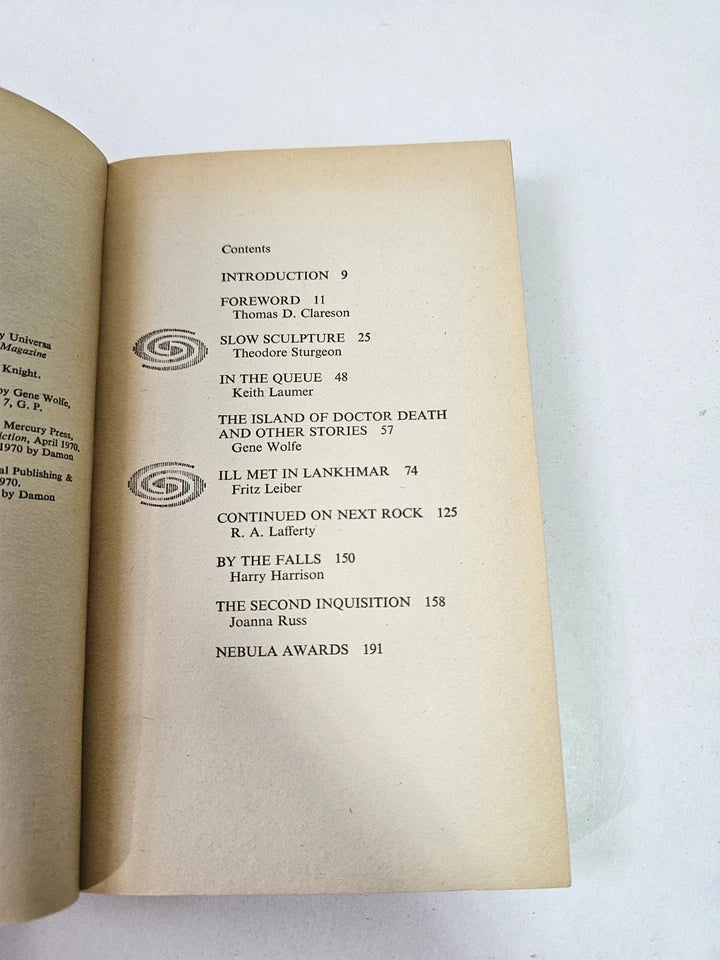 y Universa
Magazine
Knight.
by Gene Wolfe,
7, G. P.
Mercury Press,
iction, April 1970.
1970 by Damon
al Publishing &
970.
by Damon
Contents
INTRODUCTION 9
FOREWORD 11
Thomas D. Clareson
SLOW SCULPTURE 25
Theodore Sturgeon
IN THE QUEUE 48
Keith Laumer
THE ISLAND OF DOCTOR DEATH
AND OTHER STORIES 57
Gene Wolfe
ILL MET IN LANKHMAR 74
Fritz Leiber
CONTINUED ON NEXT ROCK 125
R. A. Lafferty
BY THE FALLS 150
Harry Harrison
THE SECOND INQUISITION 158
Joanna Russ
NEBULA AWARDS 191